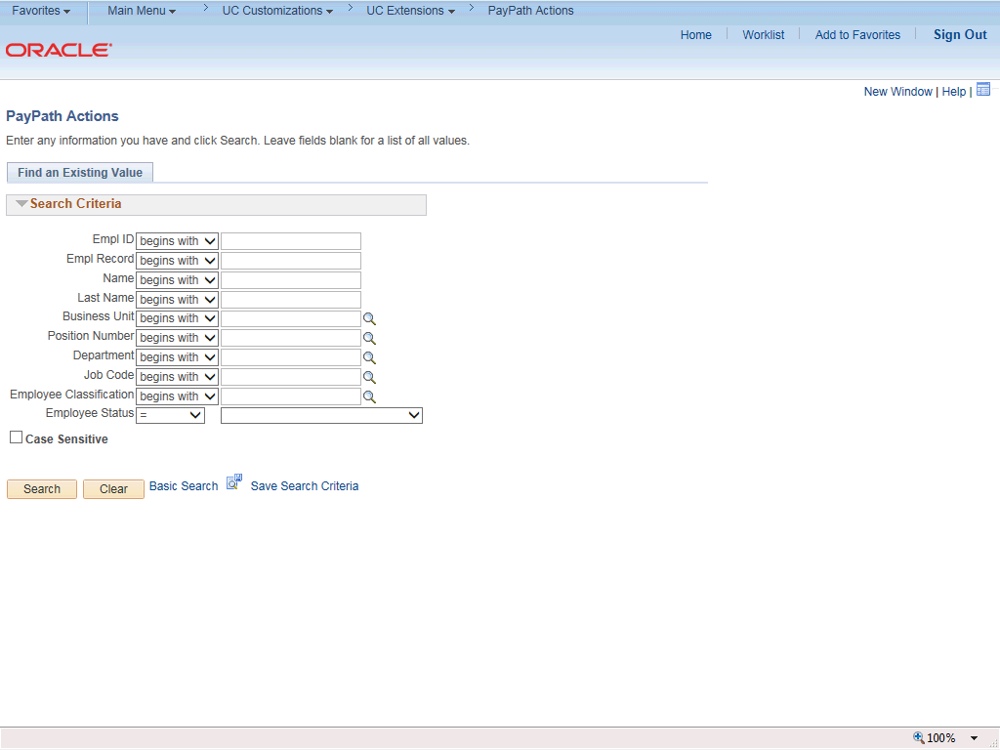 Favorites Main Menu > UC Customizations > UC Extensions > PayPath Actions
Home Worklist Add to Favorites Sign Out
ORACLE
New Window | Help |
PayPath Actions
Enter any information you have and click Search. Leave fields blank for a list of all values.
Find an Existing Value
Search Criteria
Empl ID begins with
Empl Record begins with
Name begins with
Last Name begins with
Business Unit begins with
Position Number begins with
Department begins with
Job Code begins with
Employee Classification begins with
Employee Status =
Case Sensitive
Search Clear Basic Search Save Search Criteria
100%